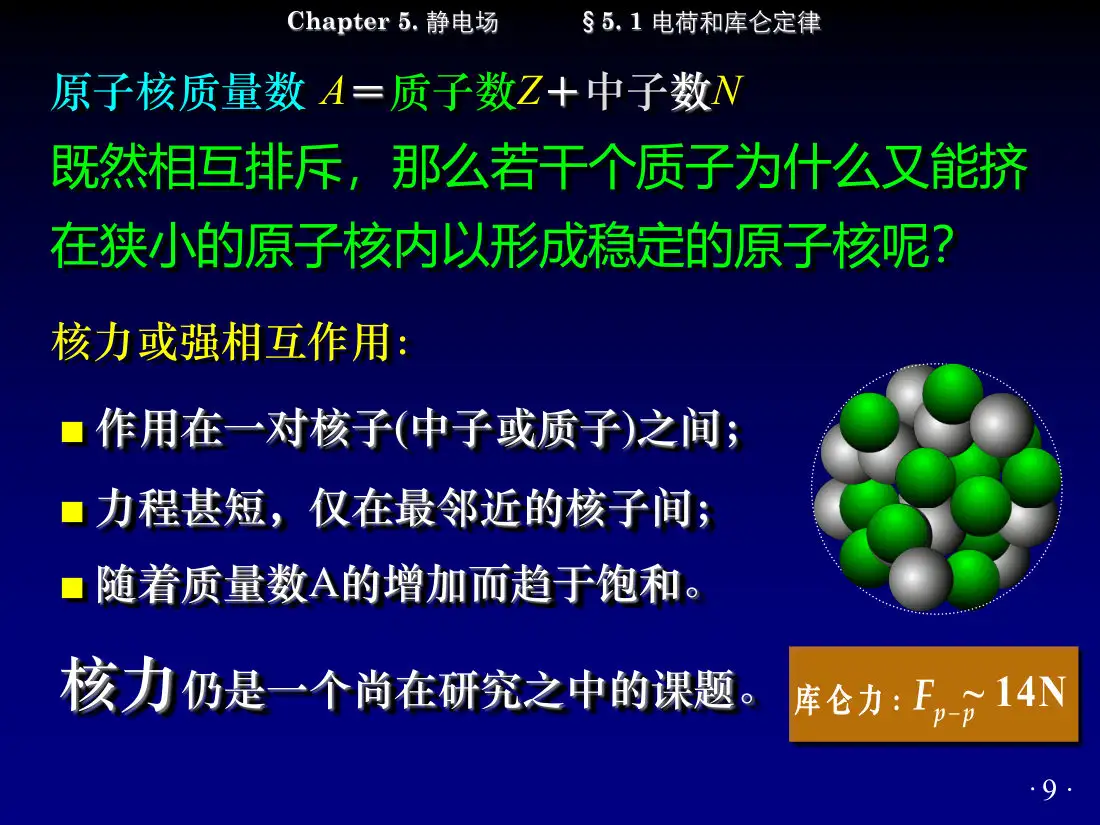 Chapter 5. 静电场 §5. 1 电荷和库仑定律
原子核质量数 A＝质子数Z＋中子数N
既然相互排斥，那么若干个质子为什么又能挤
在狭小的原子核内以形成稳定的原子核呢？
核力或强相互作用：
■ 作用在一对核子(中子或质子)之间；
■ 力程甚短，仅在最邻近的核子间；
■ 随着质量数A的增加而趋于饱和。
核力仍是一个尚在研究之中的课题。
库仑力：Fp−p ~ 14N
· 9 ·